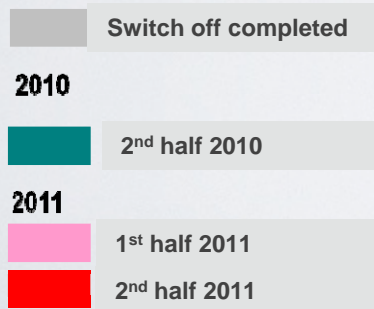 Switch off completed
2010
2nd half 2010
2011
1st half 2011
2nd half 2011